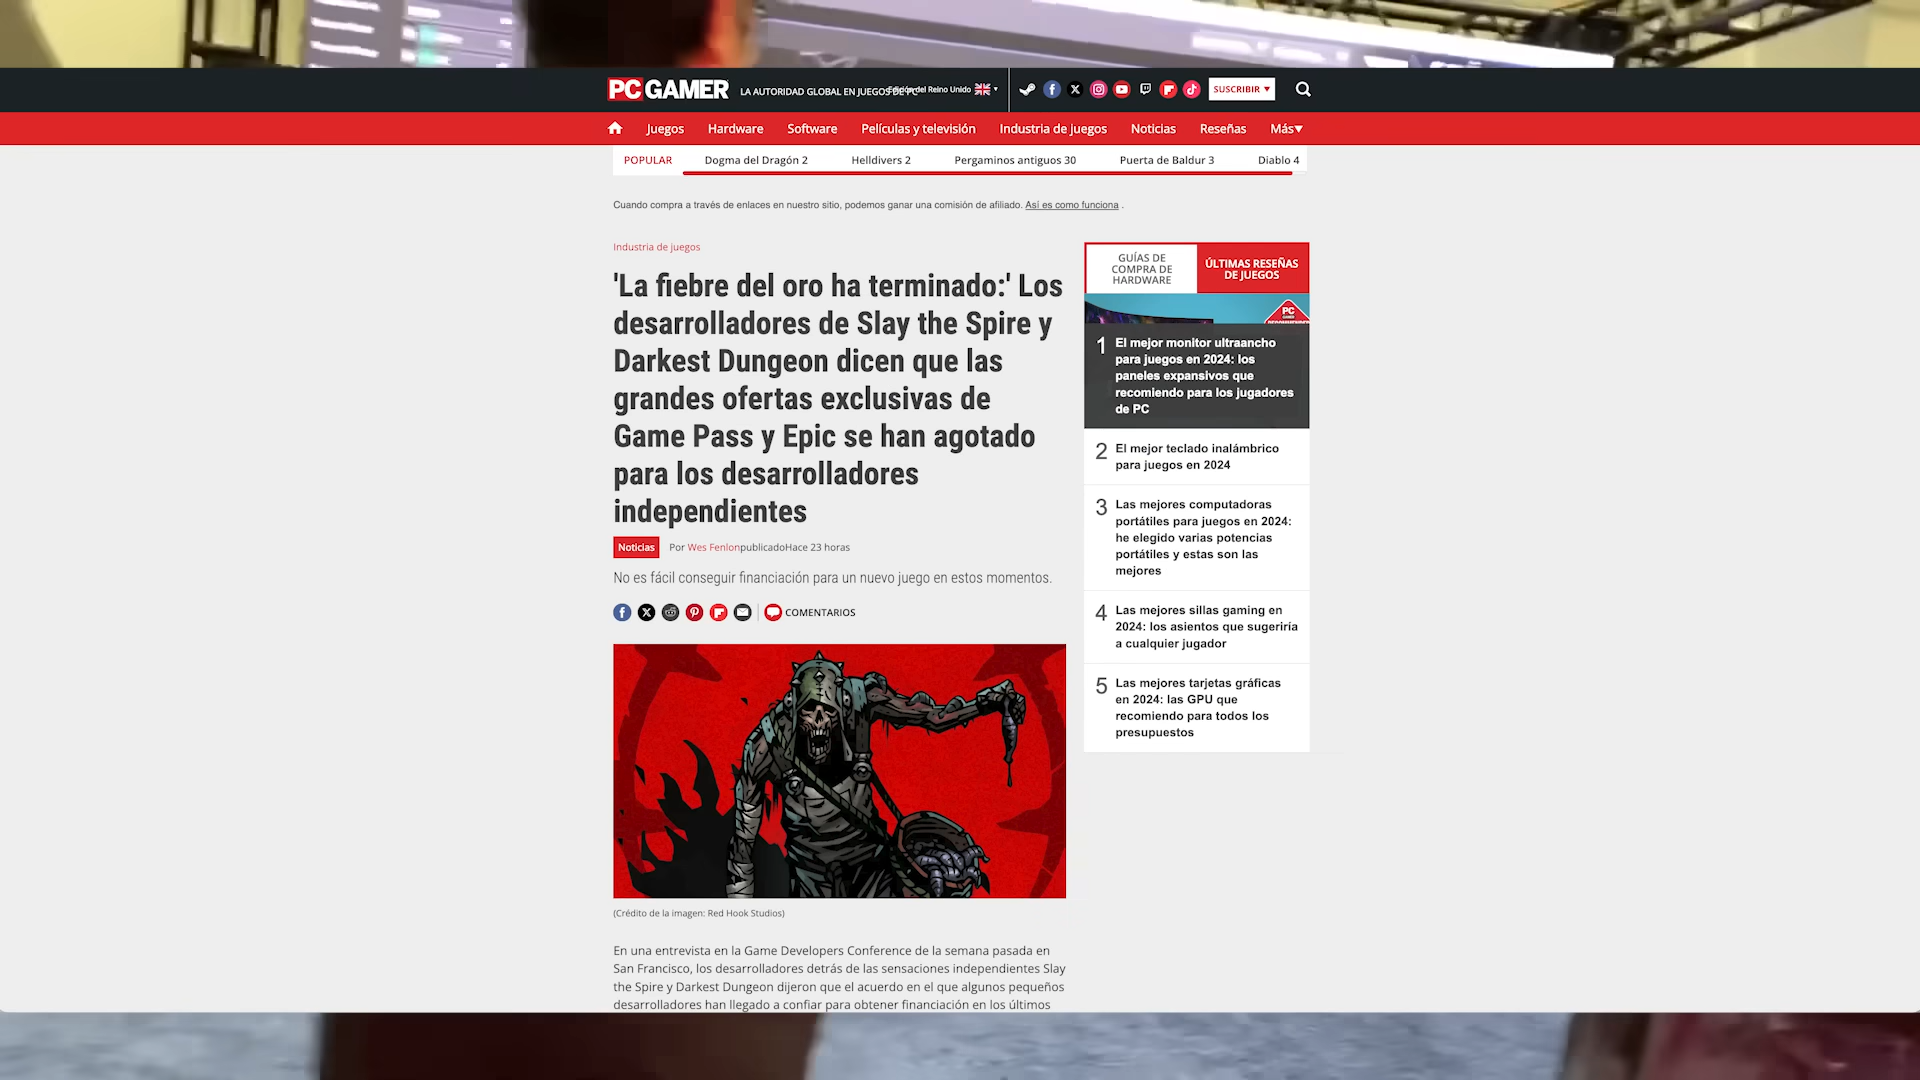 PC GAMER
LA AUTORIDAD GLOBAL EN JUEGOS DE PC
del Reino Unido
SUSCRIBIR
Juegos
Hardware
Software
Películas y televisión
Industria de juegos
Noticias
Reseñas
Más
POPULAR
Dogma del Dragón 2
Helldivers 2
Pergaminos antiguos 30
Puerta de Baldur 3
Diablo 4
Cuando compra a través de enlaces en nuestro sitio, podemos ganar una comisión de afiliado. Así es como funciona .
Industria de juegos
'La fiebre del oro ha terminado:' Los
desarrolladores de Slay the Spire y
Darkest Dungeon dicen que las
grandes ofertas exclusivas de
Game Pass y Epic se han agotado
para los desarrolladores
independientes
Noticias
Por Wes FenlonpublicadoHace 23 horas
No es fácil conseguir financiación para un nuevo juego en estos momentos.
COMENTARIOS
(Crédito de la imagen: Red Hook Studios)
En una entrevista en la Game Developers Conference de la semana pasada en
San Francisco, los desarrolladores detrás de las sensaciones independientes Slay
the Spire y Darkest Dungeon dijeron que el acuerdo en el que algunos pequeños
desarrolladores han llegado a confiar para obtener financiación en los últimos
GUÍAS DE
COMPRA DE
HARDWARE
ÚLTIMAS RESEÑAS
DE JUEGOS
PC
1
El mejor monitor ultraancho
para juegos en 2024: los
paneles expansivos que
recomiendo para los jugadores
de PC
2
El mejor teclado inalámbrico
para juegos en 2024
3
Las mejores computadoras
portátiles para juegos en 2024:
he elegido varias potencias
portátiles y estas son las
mejores
4
Las mejores sillas gaming en
2024: los asientos que sugeriría
a cualquier jugador
5
Las mejores tarjetas gráficas
en 2024: las GPU que
recomiendo para todos los
presupuestos